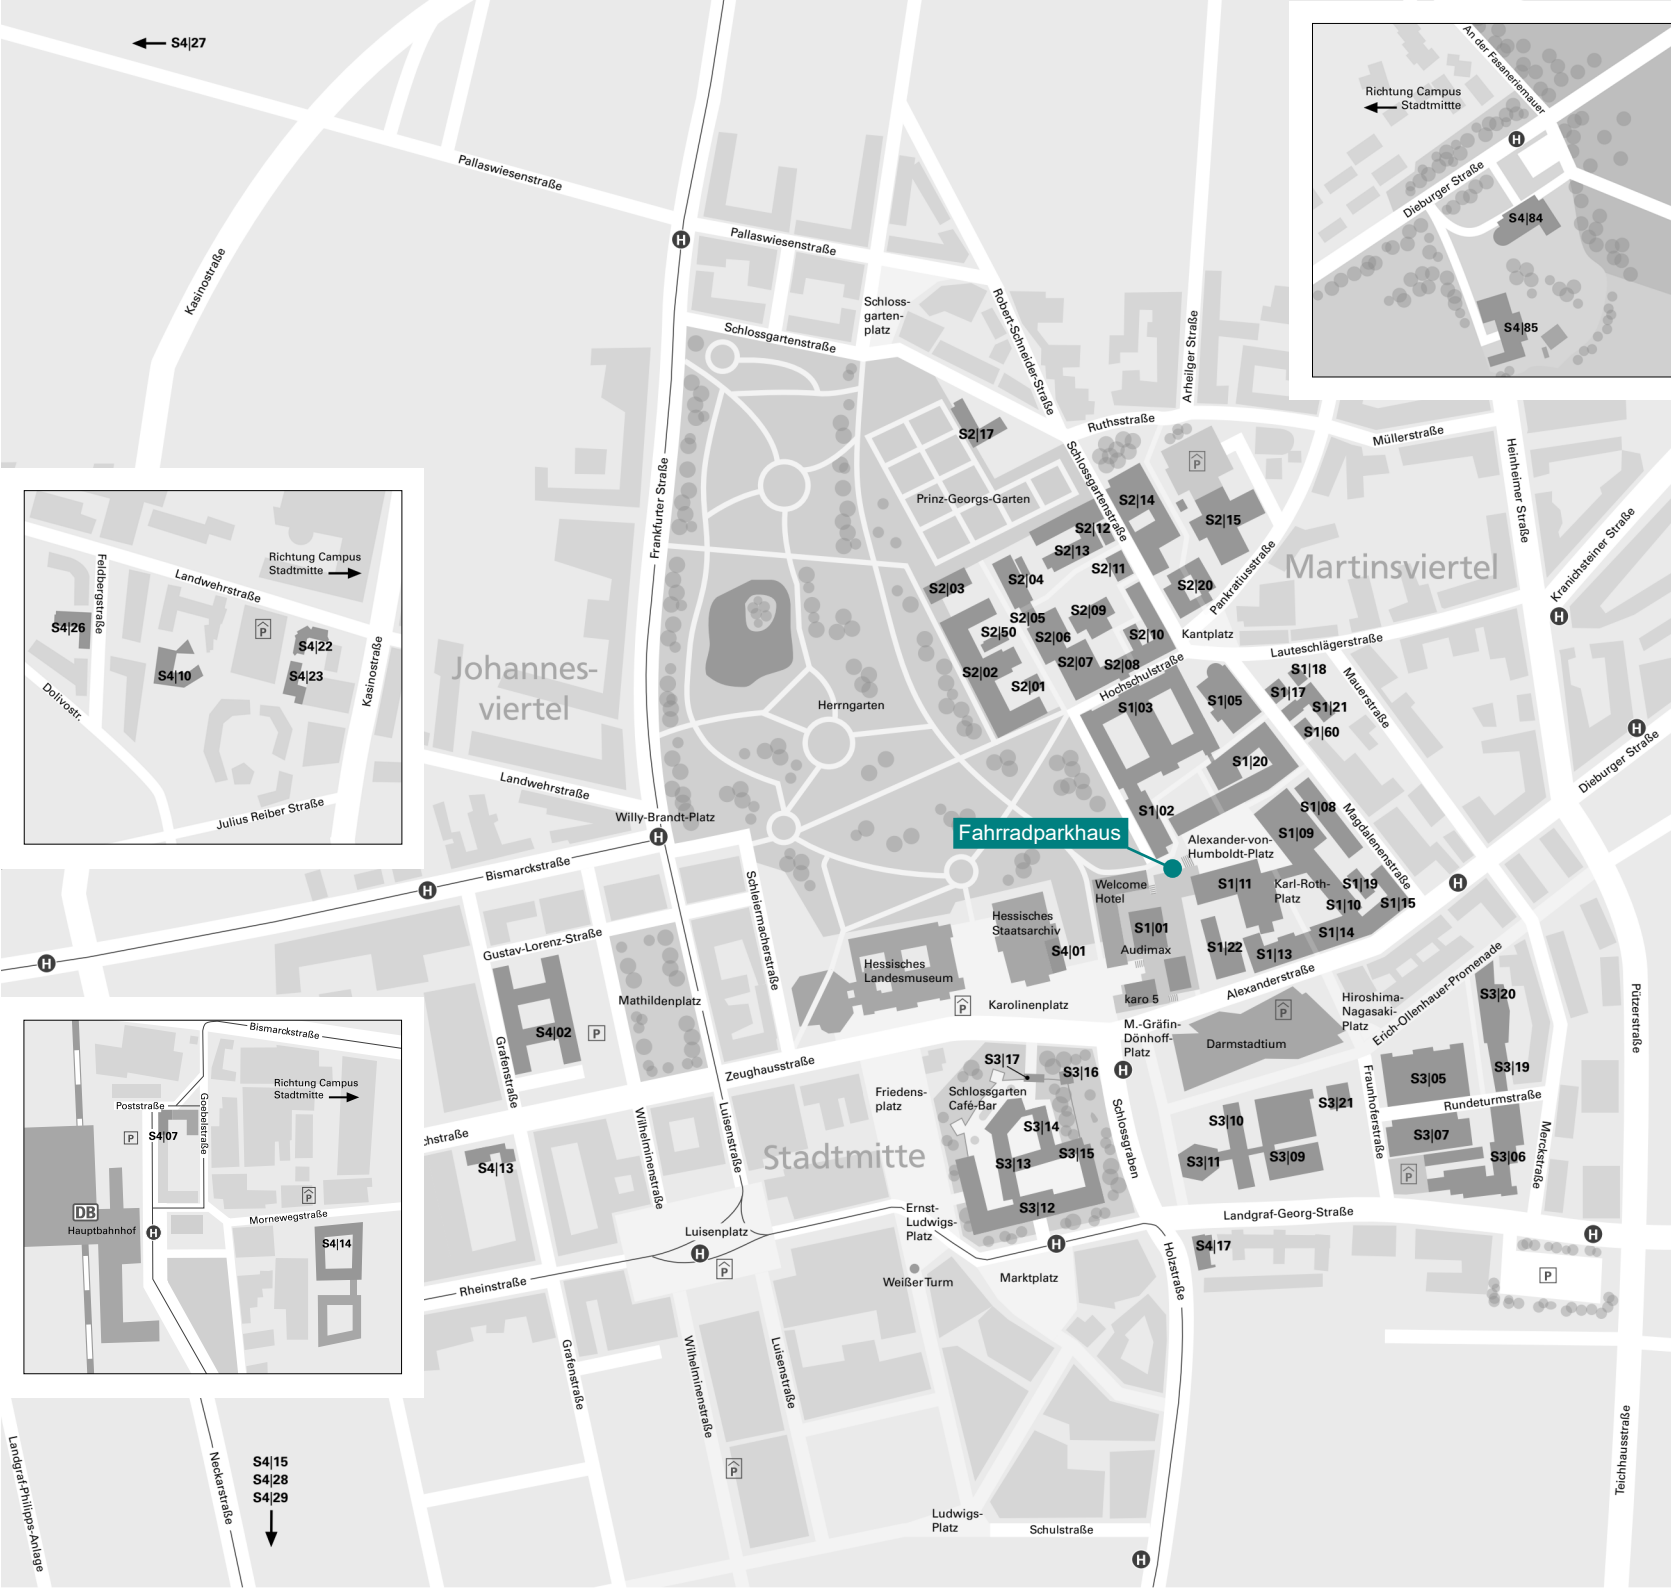 S4|27
Kasinostraße
Pallaswiesenstraße
Pallaswiesenstraße
H
Schloss-
garten-
platz
Schlossgartenstraße
Robert-Schneider-Straße
Arheilger Straße
An der Fasaneriemauer
Richtung Campus
Stadtmittte
H
Dieburger Straße
S4|84
S4|85
Ruthsstraße
Müllerstraße
Heinheimer Straße
Kranichsteiner Straße
H
Frankfurter Straße
S2|17
Prinz-Georgs-Garten
Schlossgartenstraße
P
S2|14
S2|15
S2|12
S2|13
S2|11
S2|20
Pankratiusstraße
Martinsviertel
S2|03
S2|04
S2|05
S2|09
S2|50
S2|06
S2|10
Kantplatz
S2|02
S2|07
S2|08
S2|01
Hochschulstraße
Lauteschlägerstraße
S1|18
S1|17
S1|21
S1|60
Mauerstraße
H
Dieburger Straße
Richtung Campus
Stadtmitte
Feldbergstraße
Landwehrstraße
S4|26
P
S4|22
S4|10
S4|23
Kasinostraße
Dolivostr.
Julius Reiber Straße
Johannes-
viertel
Herrngarten
S1|03
S1|05
S1|20
S1|02
S1|08
S1|09
Magdalenenstraße
Landwehrstraße
Willy-Brandt-Platz
H
Fahrradparkhaus
Alexander-von-
Humboldt-Platz
Bismarckstraße
H
H
Schleiermacherstraße
Gustav-Lorenz-Straße
Welcome
Hotel
S1|11
Karl-Roth-
Platz
S1|19
S1|10
S1|15
H
Hessisches
Staatsarchiv
S4|01
S1|01
Audimax
S1|22
S1|13
S1|14
Hessisches
Landesmuseum
Alexanderstraße
Erich-Ollenhauer-Promenade
Mathildenplatz
S4|02
P
P
Karolinenplatz
karo 5
P
Hiroshima-
Nagasaki-
Platz
S3|20
Pützerstraße
M.-Gräfin-
Dönhoff-
Platz
Darmstadtium
Grafenstraße
Zeughausstraße
H
S3|17
S3|16
S3|05
S3|19
Friedens-
platz
Schlossgarten
Café-Bar
Schlossgraben
Fraunhoferstraße
Rundeturmstraße
S3|21
S3|10
S3|07
S3|06
Merckstraße
S3|11
S3|09
P
S3|14
S3|13
S3|15
S3|12
Bismarckstraße
Richtung Campus
Stadtmitte
Poststraße
Goebelstraße
P
S4|07
P
DB
Hauptbahnhof
H
Mornewegstraße
S4|14
chstraße
S4|13
Wilhelminenstraße
Luisenstraße
Stadtmitte
Luisenplatz
H
P
Ernst-
Ludwigs-
Platz
H
Landgraf-Georg-Straße
H
Rheinstraße
Weißer Turm
Marktplatz
Holzstraße
S4|17
P
Grafenstraße
Wilhelminenstraße
Luisenstraße
P
Landgraf-Philipps-Anlage
Neckarstraße
S4|15
S4|28
S4|29
Ludwigs-
Platz
Schulstraße
H
Teichhausstraße